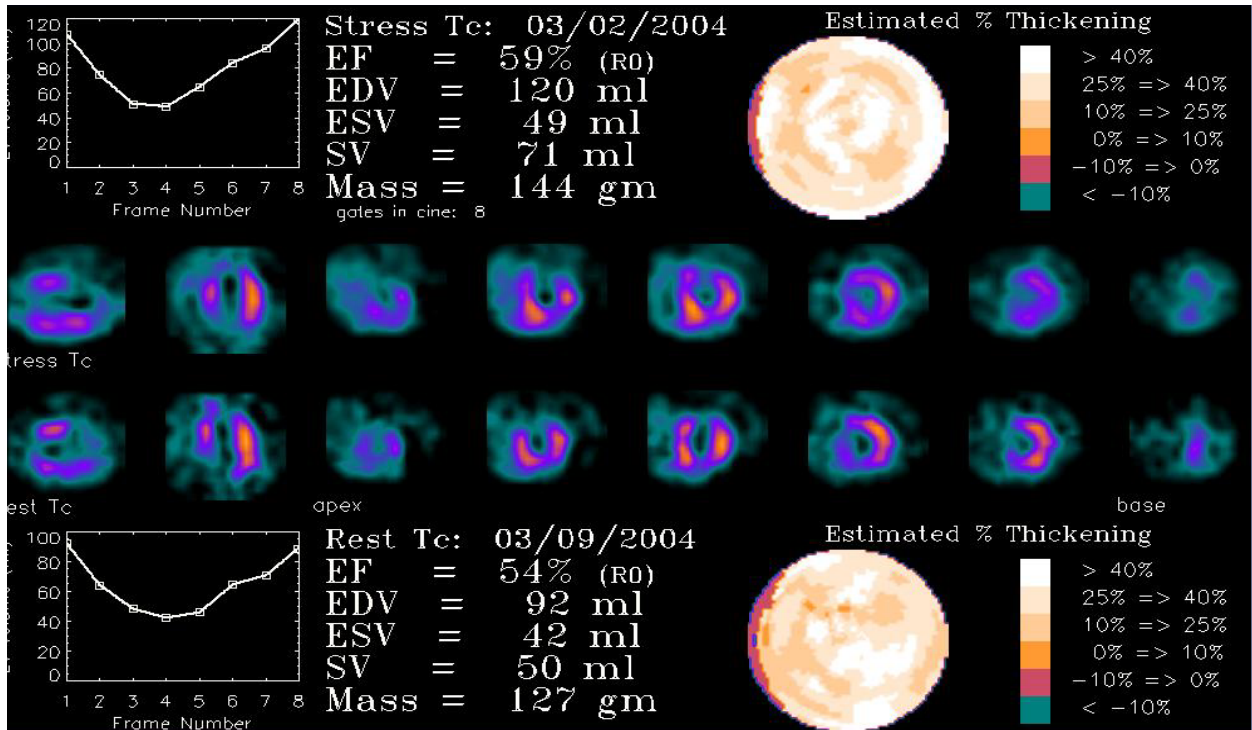 120
100
80
60
40
20
0
1 2 3 4 5 6 7 8
Frame Number
Stress Tc: 03/02/2004
EF = 59% (R0)
EDV = 120 ml
ESV = 49 ml
SV = 71 ml
Mass = 144 gm
gates in cine: 8
Estimated % Thickening
> 40%
25% => 40%
10% => 25%
0% => 10%
-10% => 0%
< -10%
tress Tc
est Tc
apex
base
100
80
60
40
20
0
1 2 3 4 5 6 7 8
Frame Number
Rest Tc: 03/09/2004
EF = 54% (R0)
EDV = 92 ml
ESV = 42 ml
SV = 50 ml
Mass = 127 gm
Estimated % Thickening
> 40%
25% => 40%
10% => 25%
0% => 10%
-10% => 0%
< -10%